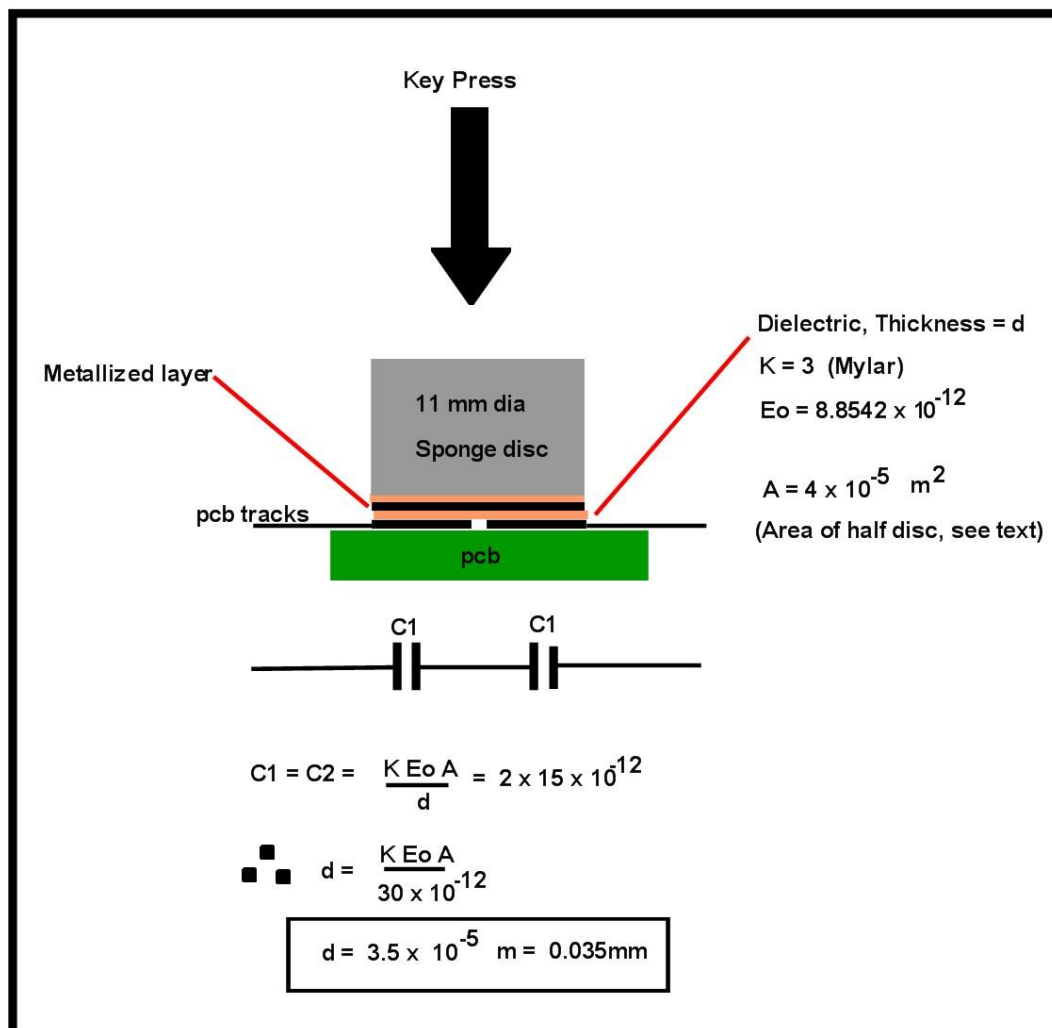 Key Press
Metallized layer
11 mm dia
Sponge disc
Dielectric, Thickness = d
K = 3 (Mylar)
Eo = 8.8542 x 10^-12
A = 4 x 10^-5 m^2
(Area of half disc, see text)
pcb tracks
pcb
C1 C1
C1 = C2 = K Eo A / d = 2 x 15 x 10^-12
∴ d = K Eo A / 30 x 10^-12
d = 3.5 x 10^-5 m = 0.035mm